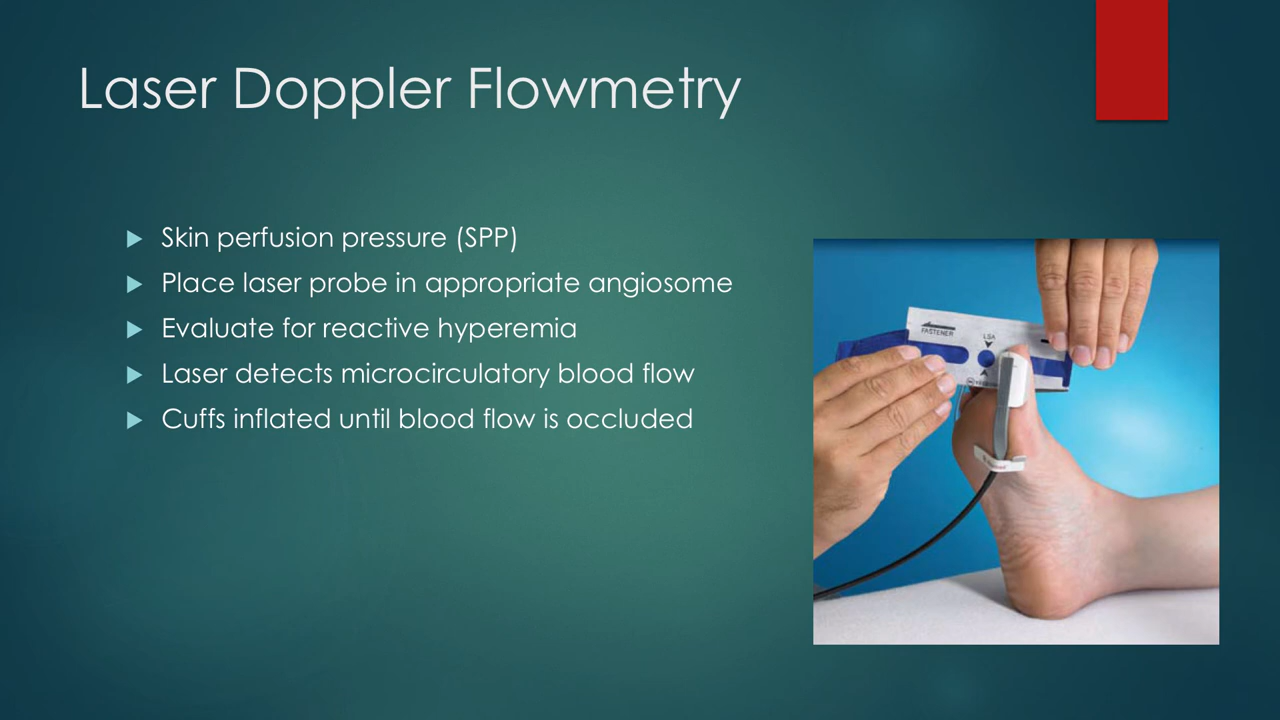 Laser Doppler Flowmetry
Skin perfusion pressure (SPP)
Place laser probe in appropriate angiosome
Evaluate for reactive hyperemia
Laser detects microcirculatory blood flow
Cuffs inflated until blood flow is occluded
FASTENER
LSA